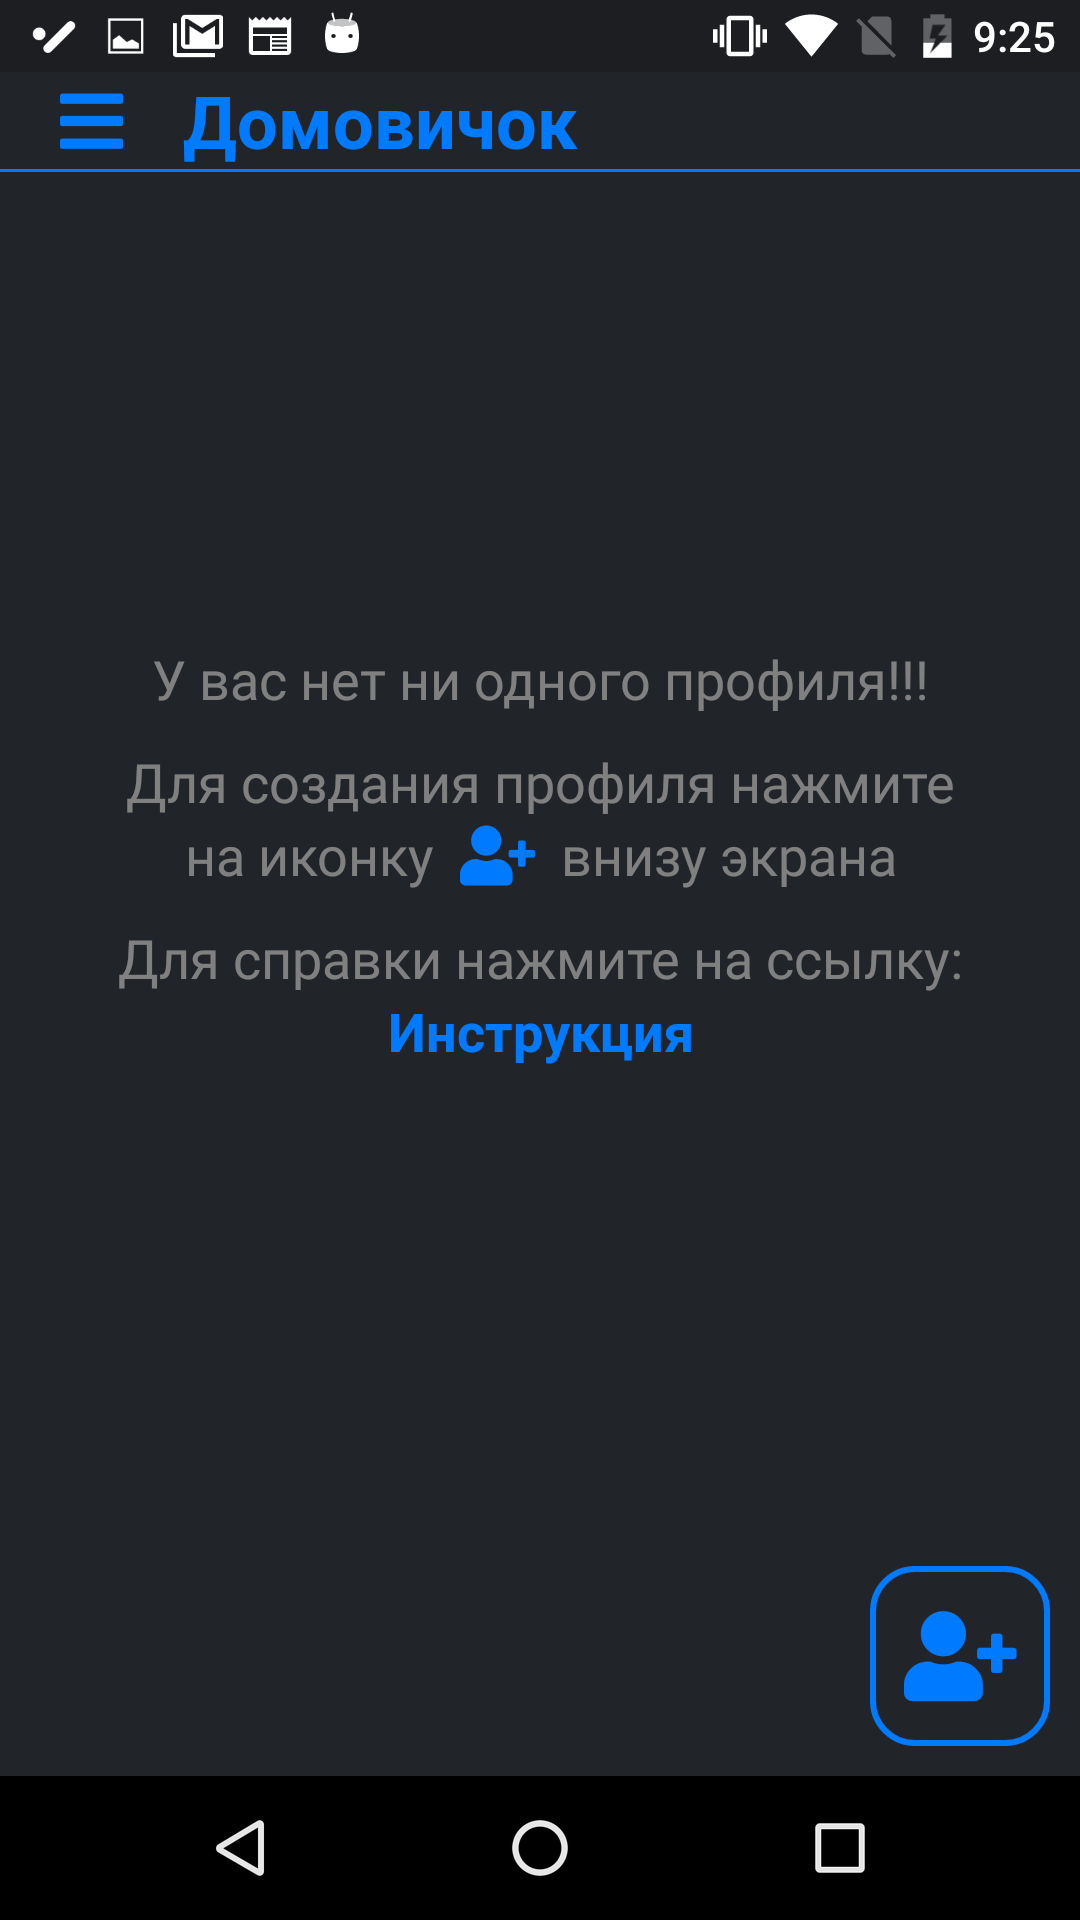 9:25
Домовичок
У вас нет ни одного профиля!!!
Для создания профиля нажмите
на иконку внизу экрана
Для справки нажмите на ссылку:
Инструкция